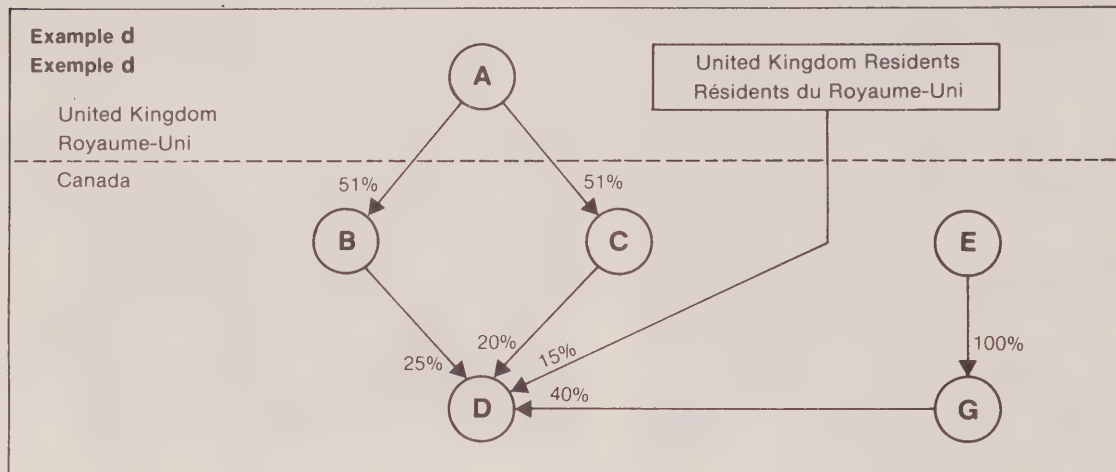 Example d
Exemple d
A
United Kingdom Residents
Résidents du Royaume-Uni
United Kingdom
Royaume-Uni
Canada
51%
51%
B
C
E
25%
20%
15%
100%
40%
D
G